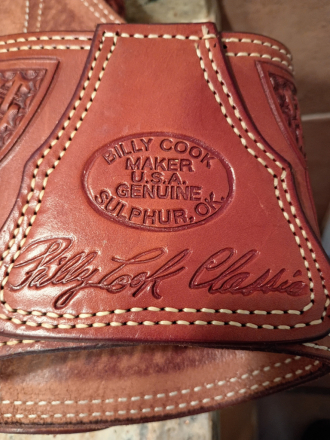 BILLY COOK
MAKER
U.S.A.
GENUINE
SULPHUR, OK.
Billy Cook Classic